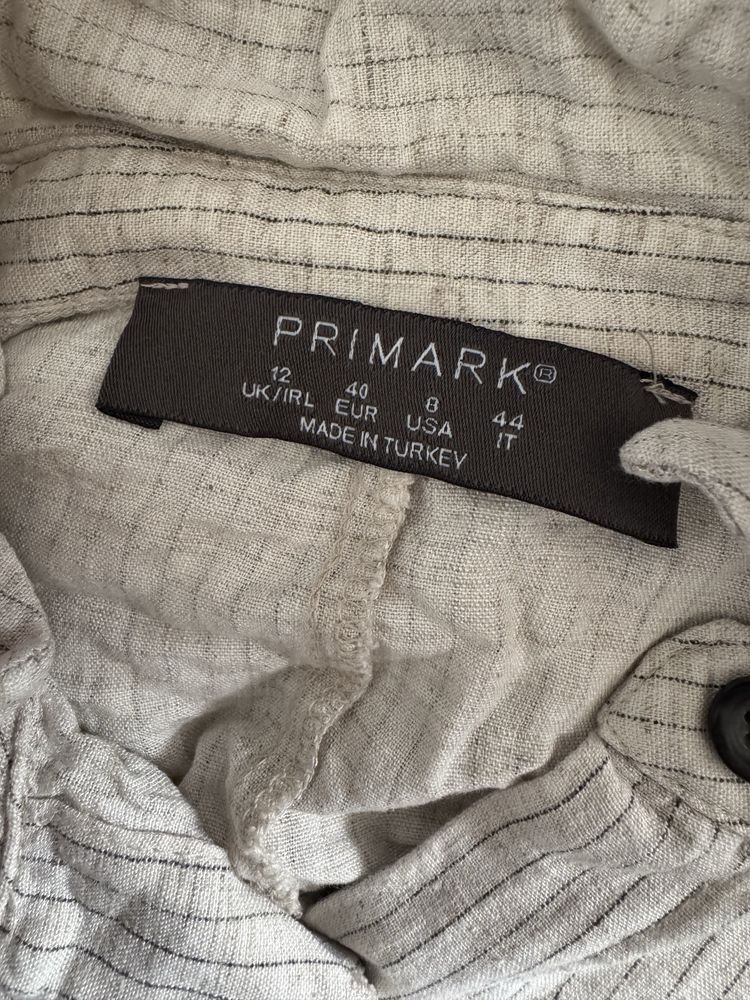 PRIMARK®
12 40 8 44
UK/IRL EUR USA IT
MADE IN TURKEY